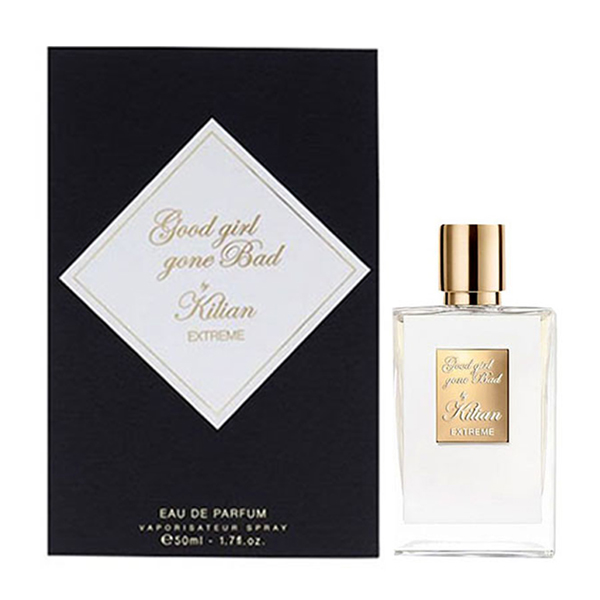 Good girl
gone Bad
by
Kilian
EXTREME
EAU DE PARFUM
VAPORISATEUR SPRAY
℮50ml - 1.7fl.oz.
Good girl
gone Bad
by
Kilian
EXTREME